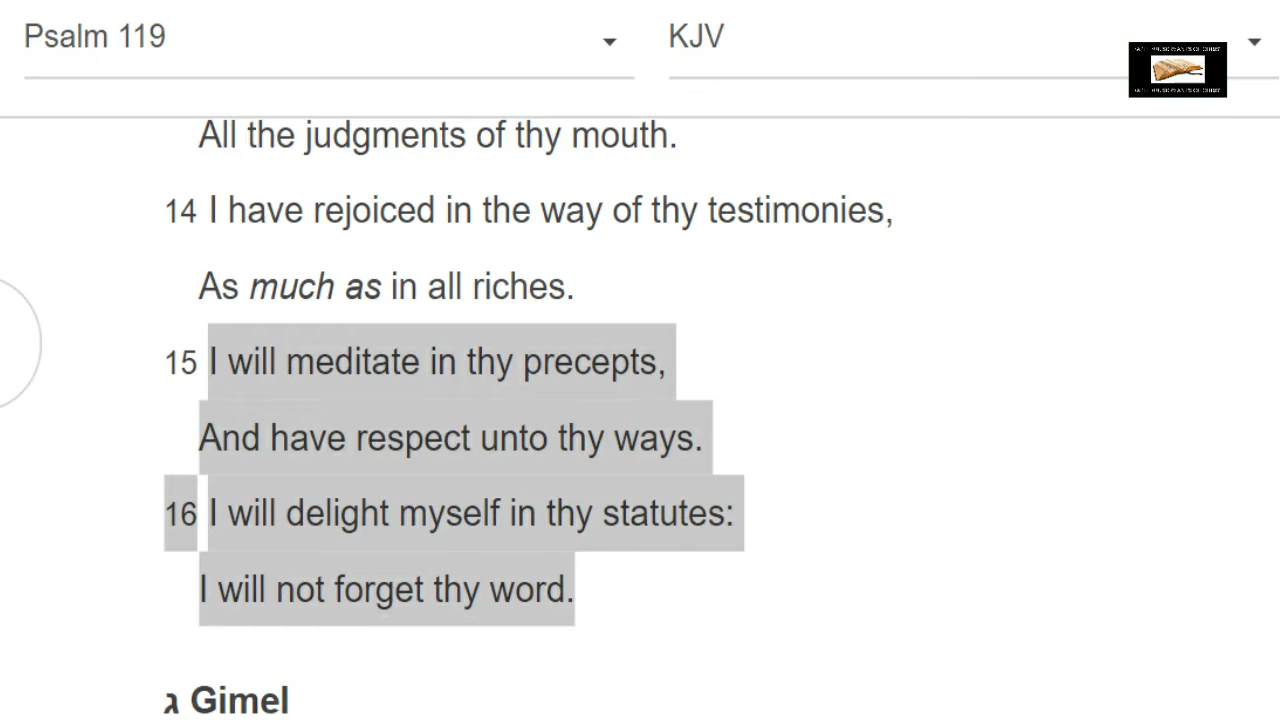 Psalm 119 KJV
All the judgments of thy mouth.
14 I have rejoiced in the way of thy testimonies,
As much as in all riches.
15 I will meditate in thy precepts,
And have respect unto thy ways.
16 I will delight myself in thy statutes:
I will not forget thy word.
ג Gimel